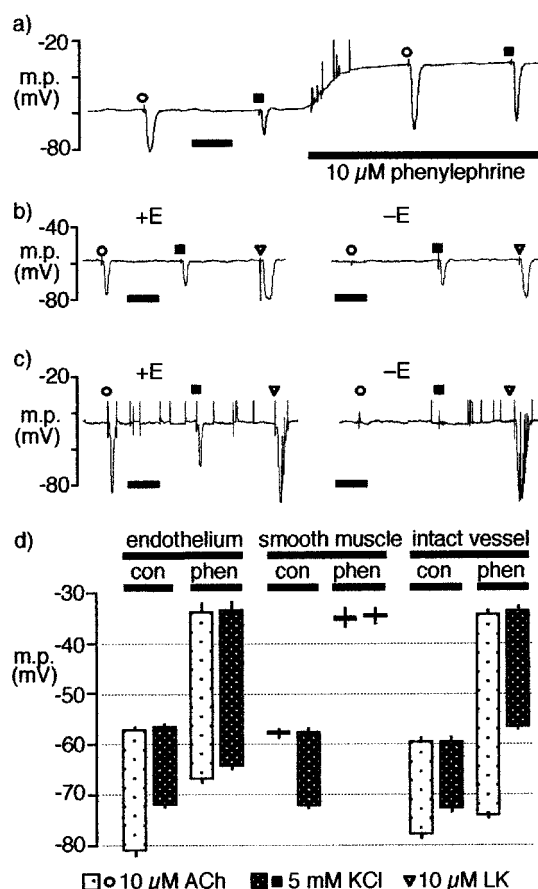 a)
-20
m.p.
(mV)
-80
10 µM phenylephrine
b)
+E
–E
-40
m.p.
(mV)
-80
c)
+E
–E
-20
m.p.
(mV)
-80
d)
endothelium smooth muscle intact vessel
con phen con phen con phen
-30
-40
m.p.
(mV)
-50
-60
-70
-80
10 µM ACh 5 mM KCl 10 µM LK